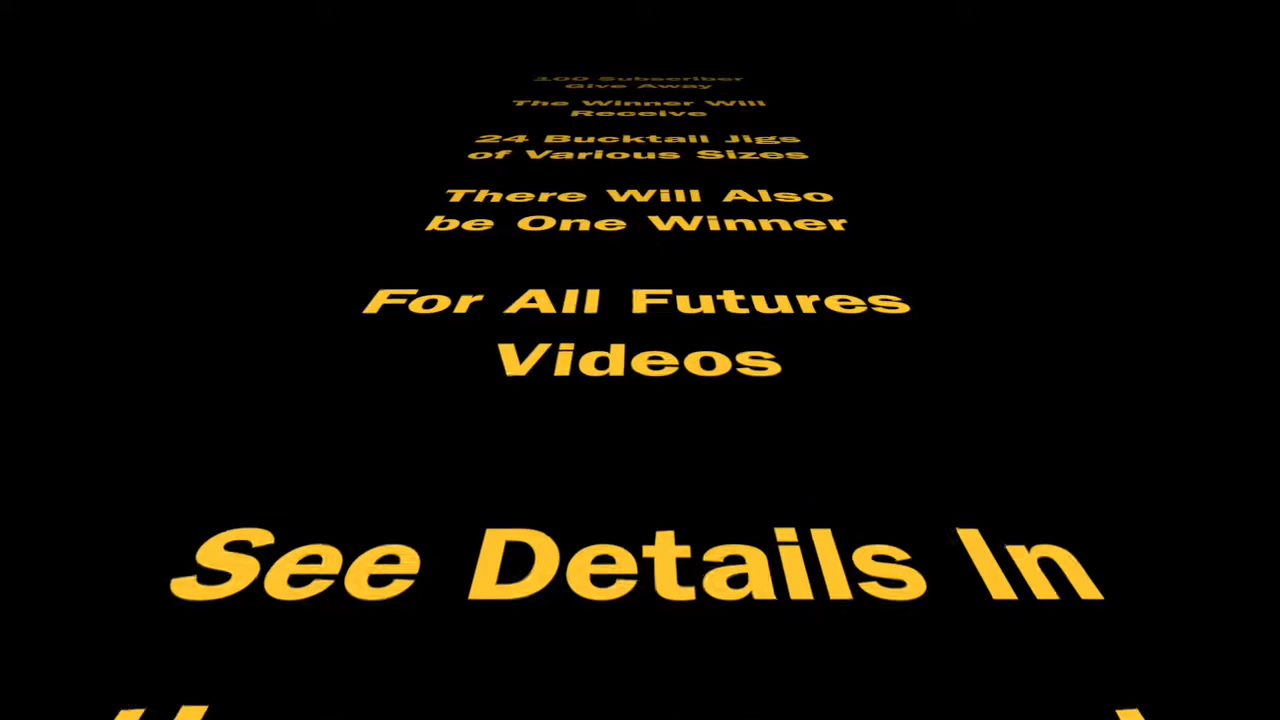 100 Subscriber
Give Away
The Winner Will
Receive
24 Bucktail Jigs
of Various Sizes
There Will Also
be One Winner
For All Futures
Videos
See Details In